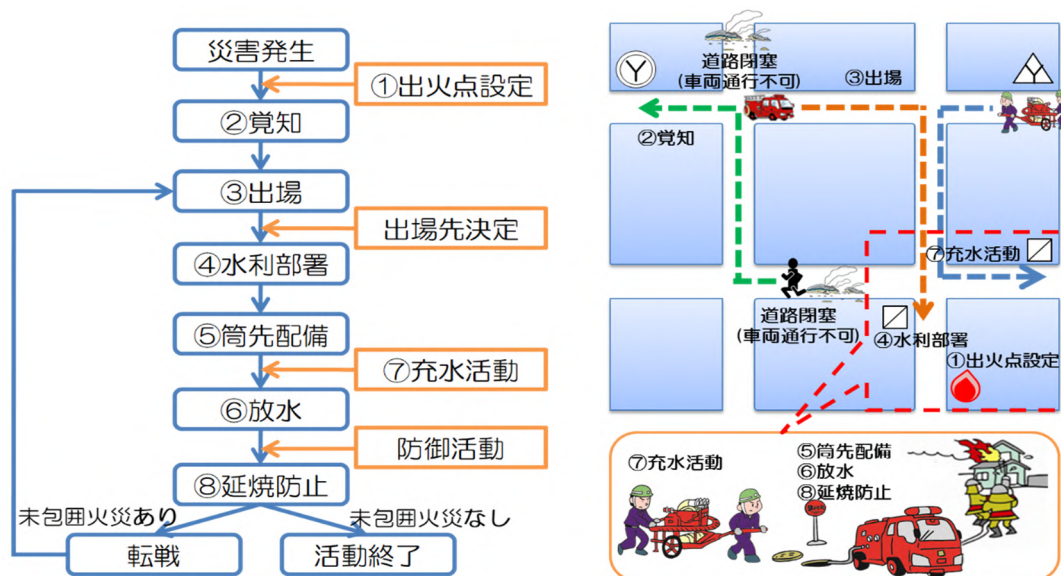 災害発生
①出火点設定
②覚知
③出場
出場先決定
④水利部署
⑤筒先配備
⑦充水活動
⑥放水
防御活動
⑧延焼防止
未包囲火災あり
未包囲火災なし
転戦
活動終了
Y
道路閉塞
(車両通行不可)
③出場
Y
②覚知
⑦充水活動
道路閉塞
(車両通行不可)
④水利部署
①出火点設定
⑦充水活動
⑤筒先配備
⑥放水
⑧延焼防止